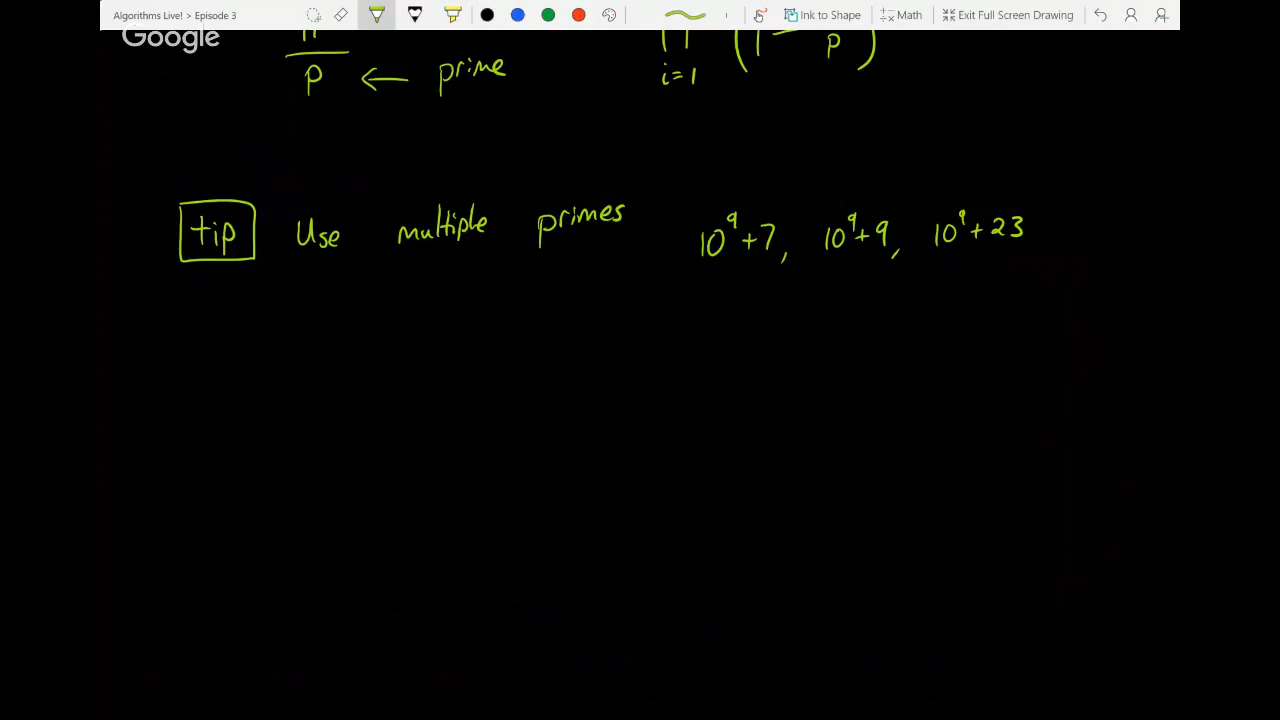 Algorithms Live! > Episode 3
Ink to Shape
Math
Exit Full Screen Drawing
Google
p ← prime
i=1
p
tip Use multiple primes 10⁹+7, 10⁹+9, 10⁹+23